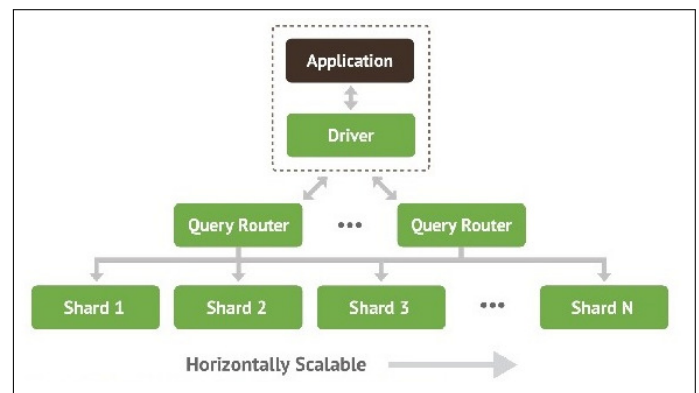 Application
Driver
Query Router ••• Query Router
Shard 1 Shard 2 Shard 3 ••• Shard N
Horizontally Scalable